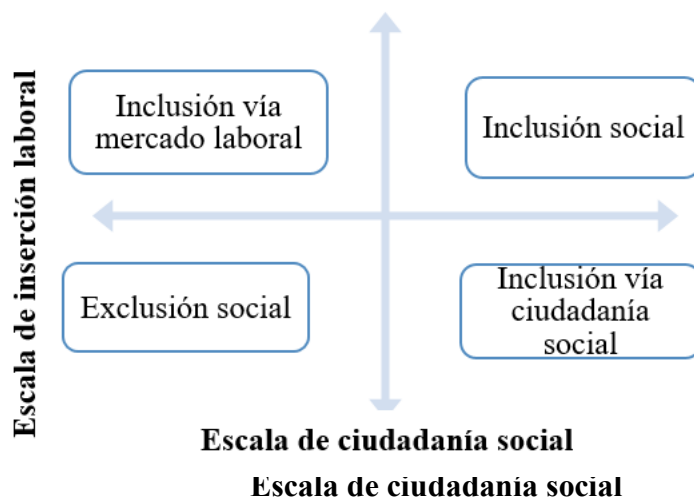 Escala de inserción laboral
Inclusión vía
mercado laboral
Inclusión social
Exclusión social
Inclusión vía
ciudadanía
social
Escala de ciudadanía social
Escala de ciudadanía social